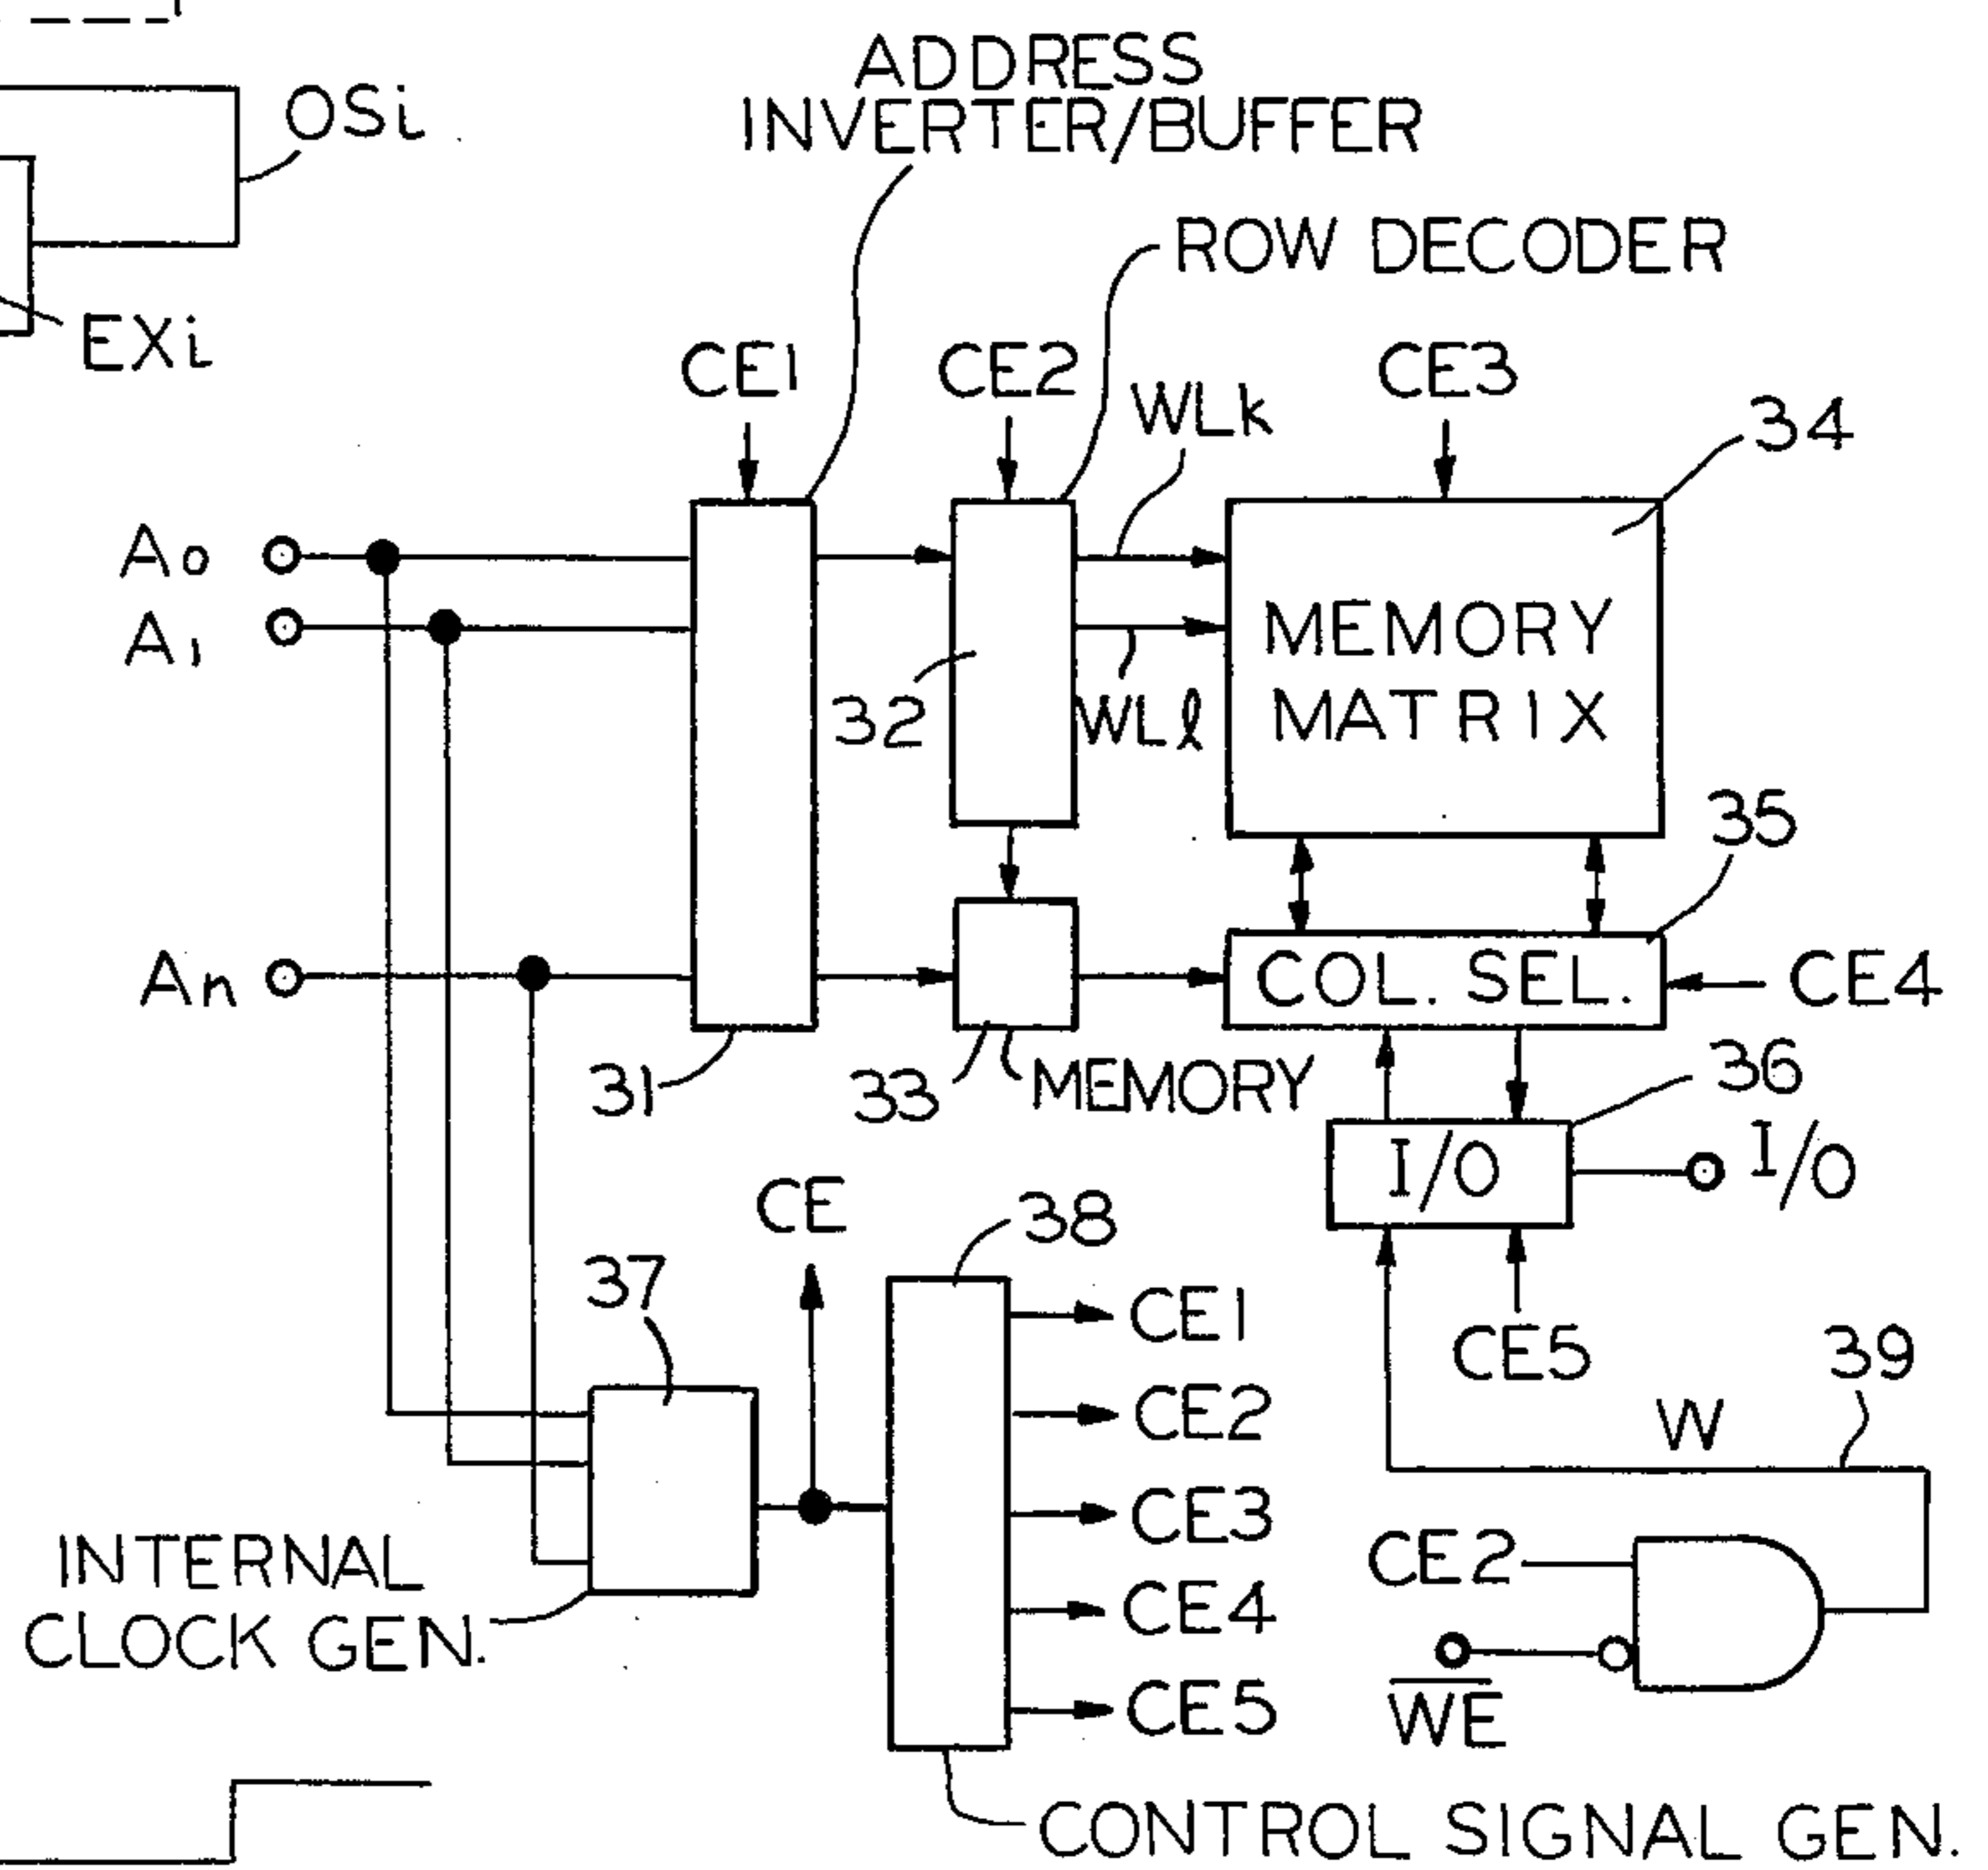 OSi
EXi
ADDRESS
INVERTER/BUFFER
ROW DECODER
CE1
CE2
WLk
CE3
34
A0
A1
32
WLℓ
MEMORY
MATRIX
35
An
COL. SEL.
CE4
31
33
MEMORY
36
I/O
I/O
CE
38
37
CE1
CE2
CE3
CE4
CE5
CE5
39
W
CE2
W̅E̅
INTERNAL
CLOCK GEN.
CONTROL SIGNAL GEN.